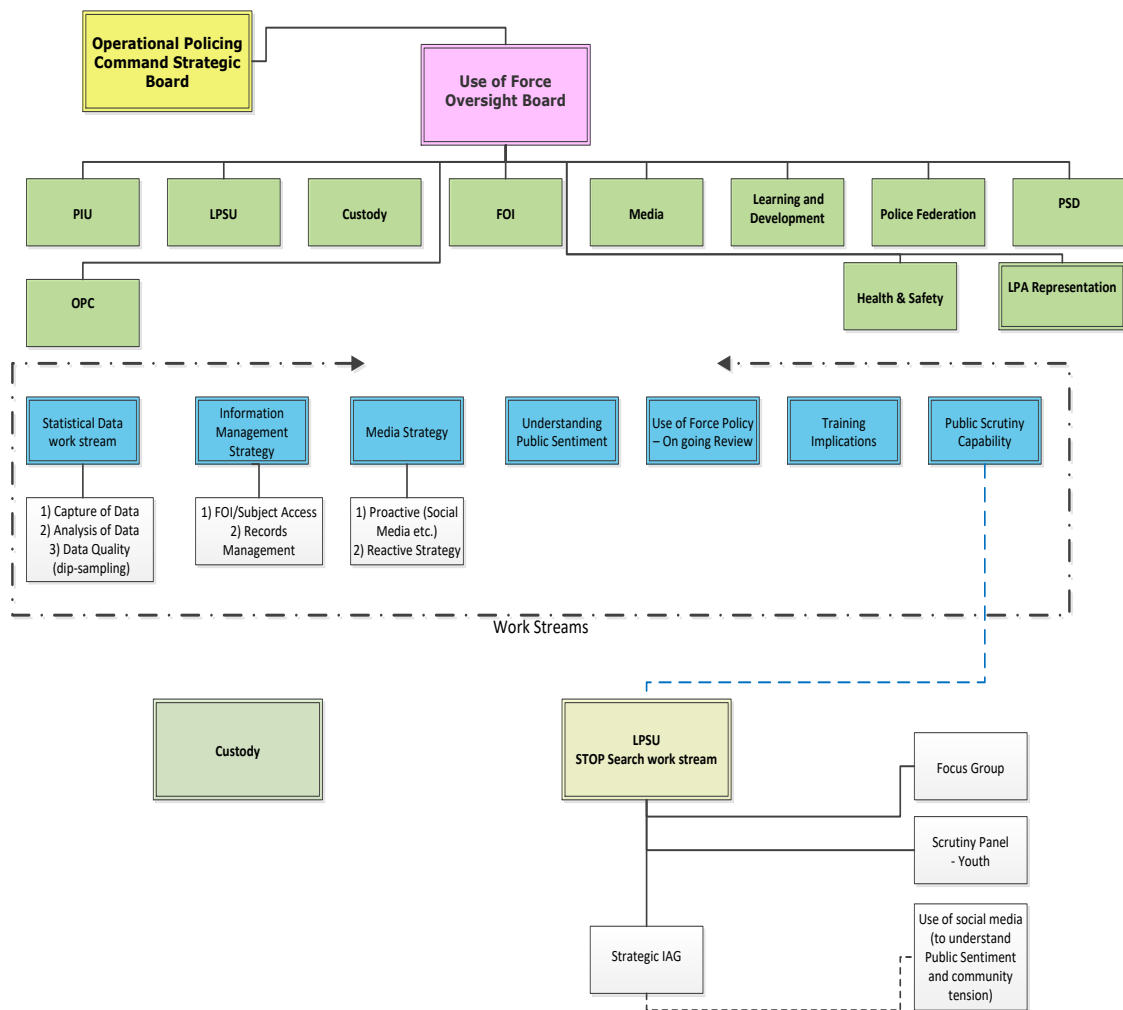 Operational Policing
Command Strategic
Board
Use of Force
Oversight Board
PIU
LPSU
Custody
FOI
Media
Learning and
Development
Police Federation
PSD
OPC
Health &
Safety
LPA Representation
Statistical Data
work stream
Information
Management
Strategy
Media Strategy
Understanding
Public Sentiment
Use of Force Policy
– On going Review
Training
Implications
Public Scrutiny
Capability
1) Capture of Data
2) Analysis of Data
3) Data Quality
(dip-sampling)
1) FOI/Subject Access
2) Records
Management
1) Proactive (Social
Media etc.)
2) Reactive Strategy
Work Streams
Custody
LPSU
STOP Search work stream
Focus Group
Scrutiny Panel
- Youth
Strategic IAG
Use of social media
(to understand
Public Sentiment
and community
tension)